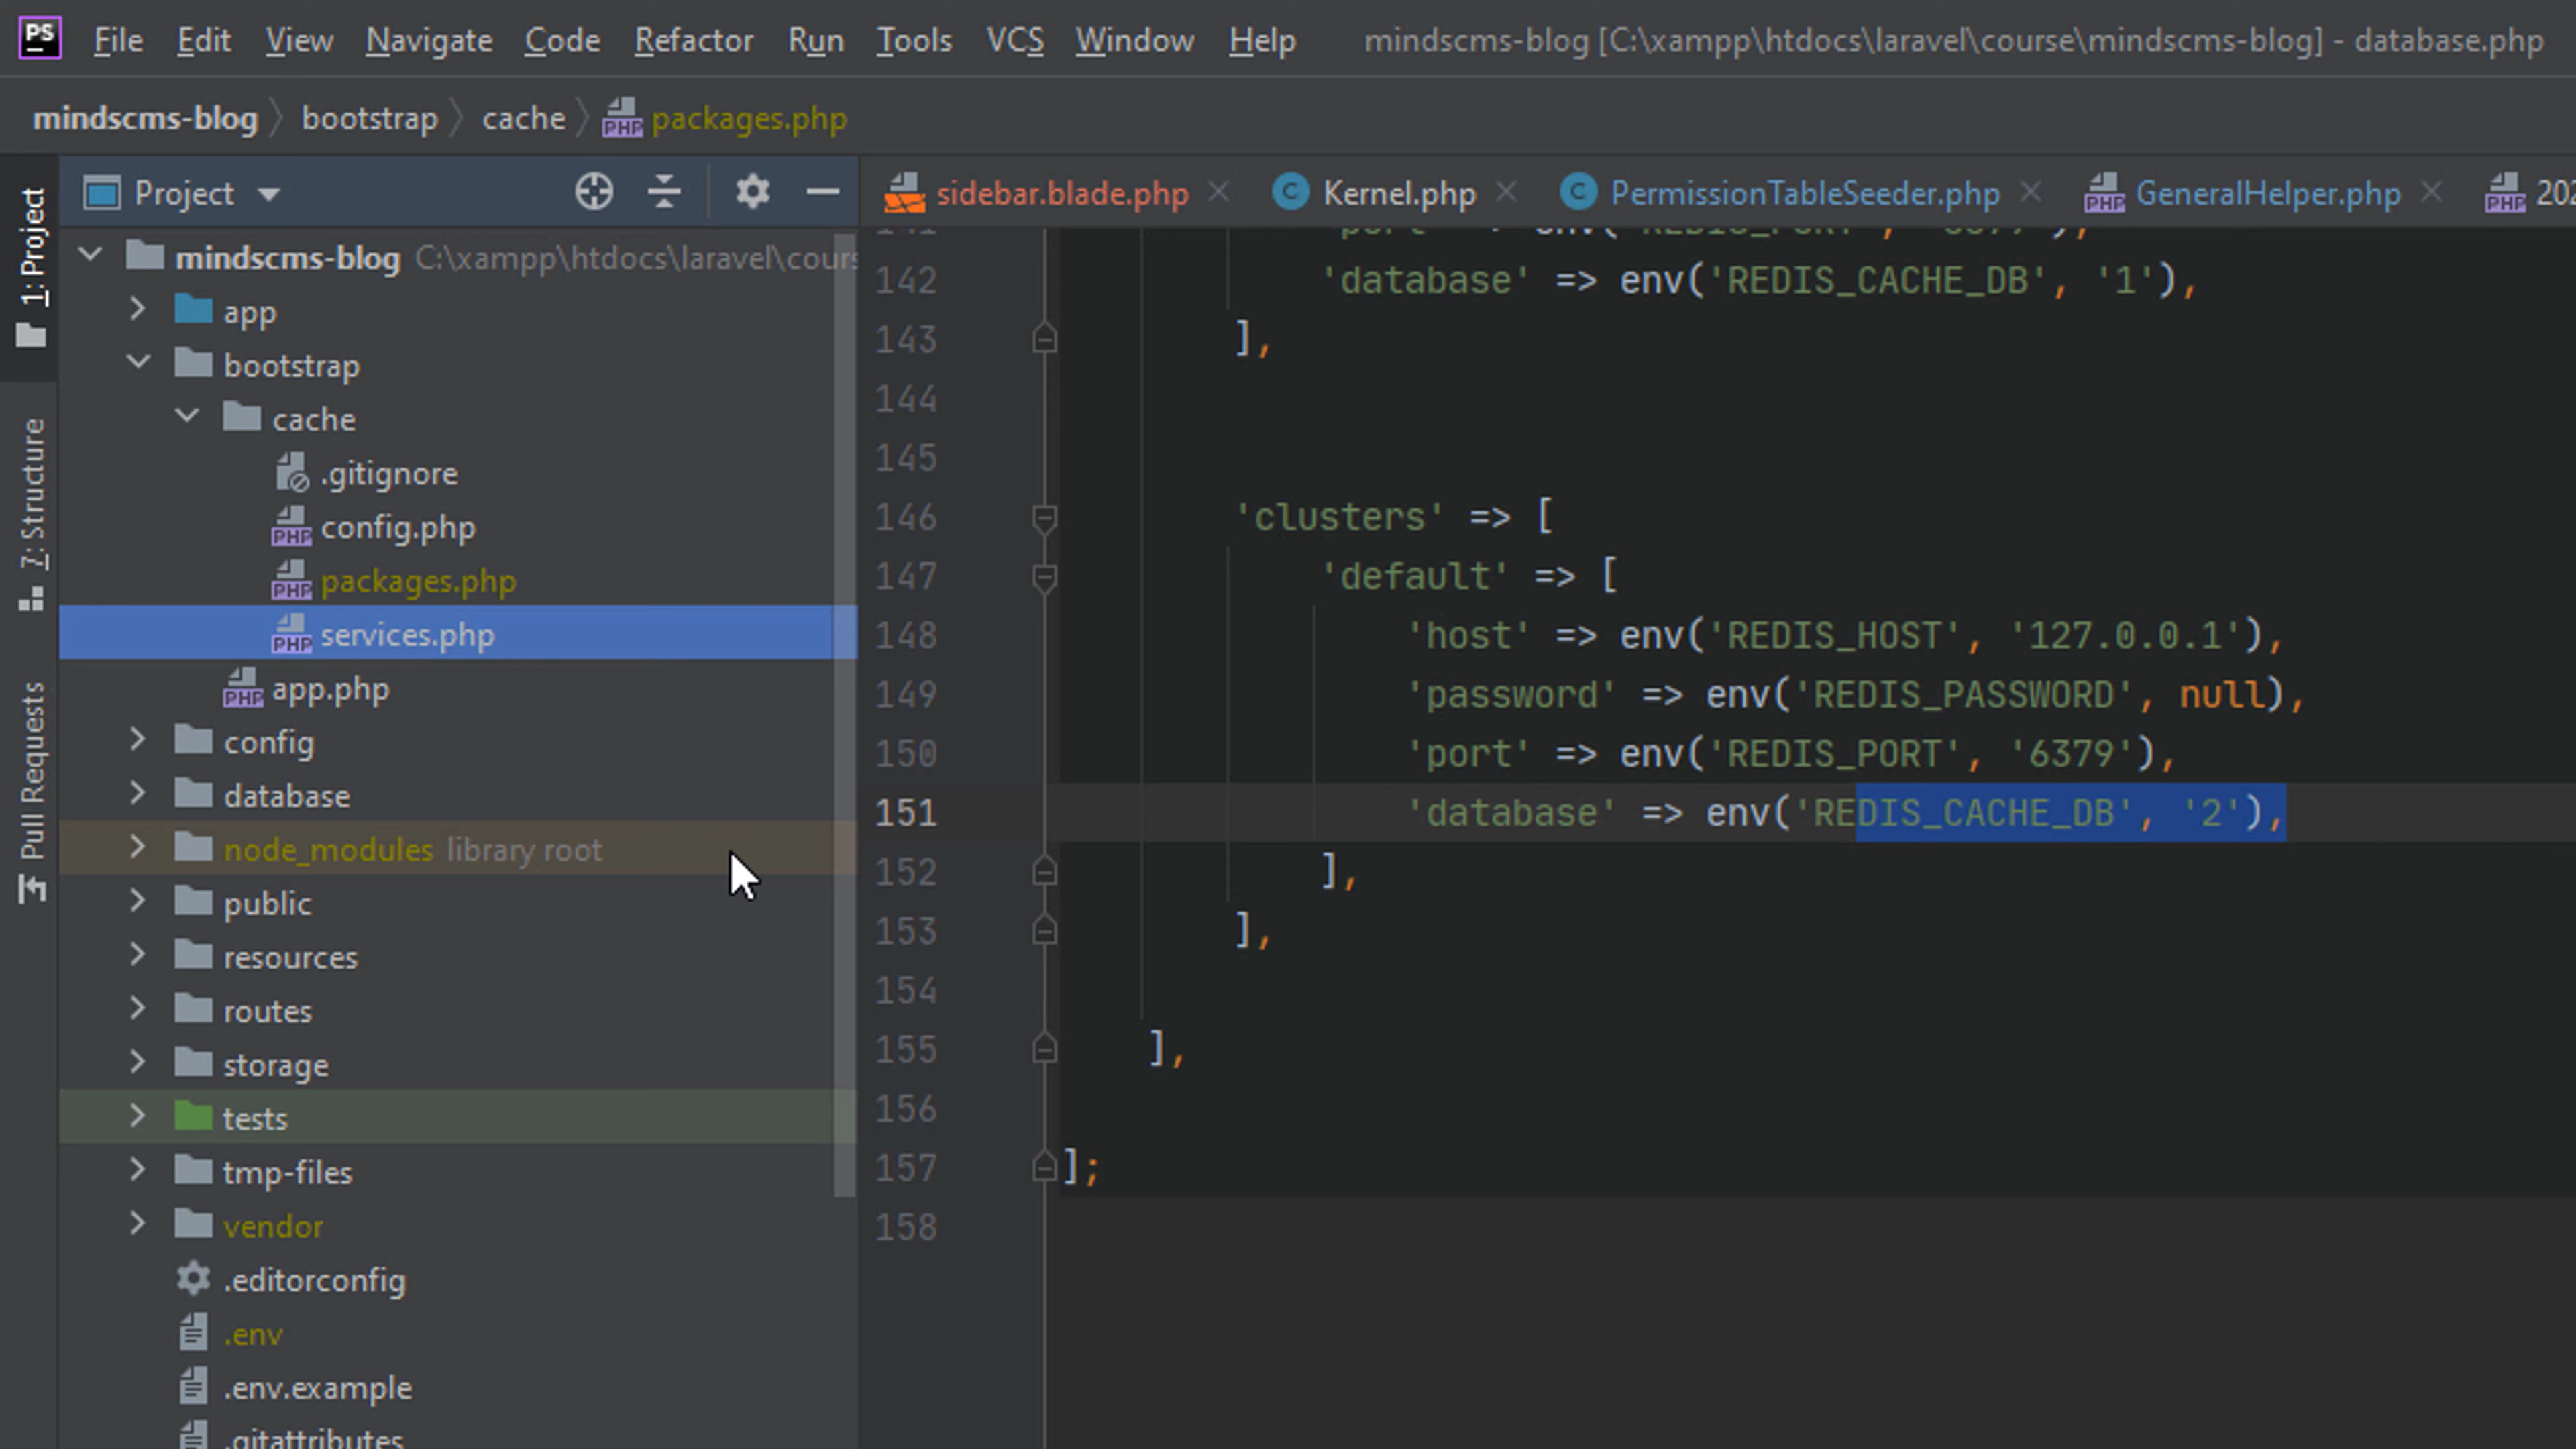 PS File Edit View Navigate Code Refactor Run Tools VCS Window Help mindscms-blog [C:\xampp\htdocs\laravel\course\mindscms-blog] - database.php
mindscms-blog bootstrap cache packages.php
1: Project
7: Structure
Pull Requests
Project
mindscms-blog C:\xampp\htdocs\laravel\cours
app
bootstrap
cache
.gitignore
config.php
packages.php
services.php
app.php
config
database
node_modules library root
public
resources
routes
storage
tests
tmp-files
vendor
.editorconfig
.env
.env.example
.gitattributes
sidebar.blade.php Kernel.php PermissionTableSeeder.php GeneralHelper.php 202
141 'port' => env('REDIS_PORT', '6379'),
142 'database' => env('REDIS_CACHE_DB', '1'),
143 ],
144
145
146 'clusters' => [
147 'default' => [
148 'host' => env('REDIS_HOST', '127.0.0.1'),
149 'password' => env('REDIS_PASSWORD', null),
150 'port' => env('REDIS_PORT', '6379'),
151 'database' => env('REDIS_CACHE_DB', '2'),
152 ],
153 ],
154
155 ],
156
157 ];
158